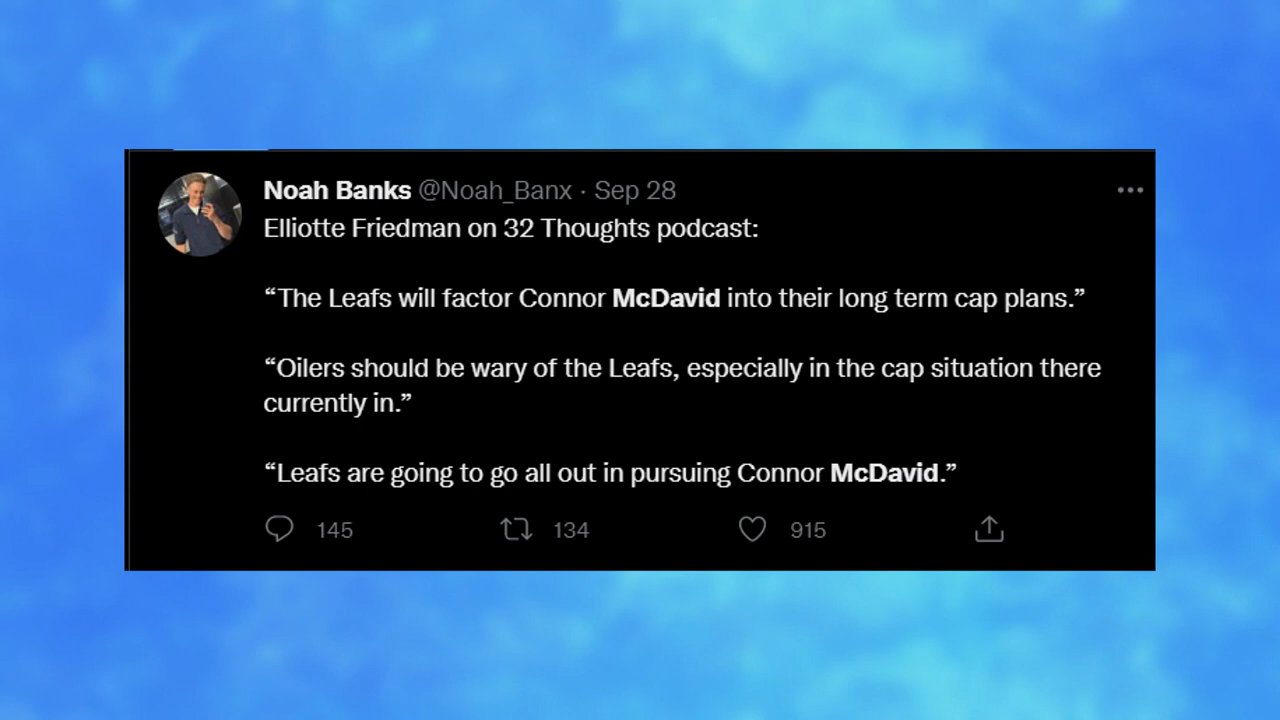 Noah Banks @Noah_Banx · Sep 28
Elliotte Friedman on 32 Thoughts podcast:
“The Leafs will factor Connor McDavid into their long term cap plans.”
“Oilers should be wary of the Leafs, especially in the cap situation there
currently in.”
“Leafs are going to go all out in pursuing Connor McDavid.”
145 134 915